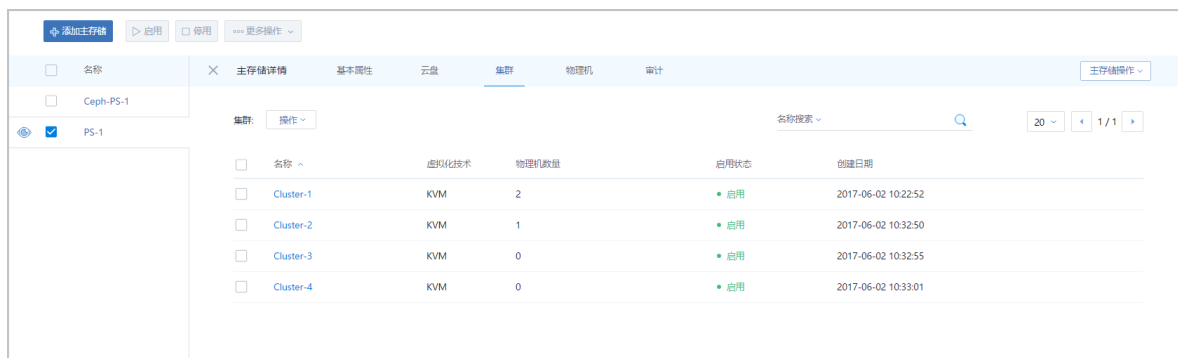 添加主存储 启用 停用 更多操作
名称 主存储详情 基本属性 云盘 集群 物理机 审计 主存储操作
Ceph-PS-1
PS-1
集群: 操作 名称搜索 20 1 / 1
名称 虚拟化技术 物理机数量 启用状态 创建日期
Cluster-1 KVM 2 启用 2017-06-02 10:22:52
Cluster-2 KVM 1 启用 2017-06-02 10:32:50
Cluster-3 KVM 0 启用 2017-06-02 10:32:55
Cluster-4 KVM 0 启用 2017-06-02 10:33:01